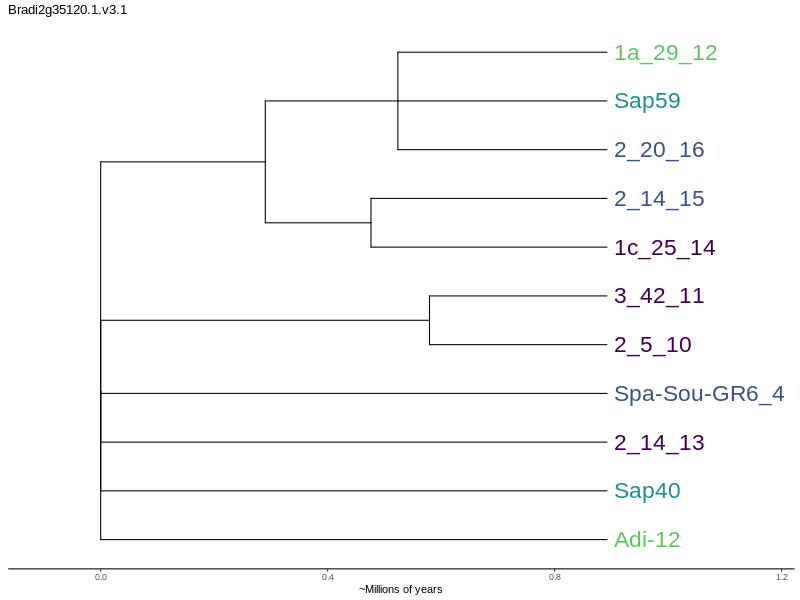 Bradi2g35120.1.v3.1
1a_29_12
Sap59
2_20_16
2_14_15
1c_25_14
3_42_11
2_5_10
Spa-Sou-GR6_4
2_14_13
Sap40
Adi-12
0.0 0.4 0.8 1.2
~Millions of years